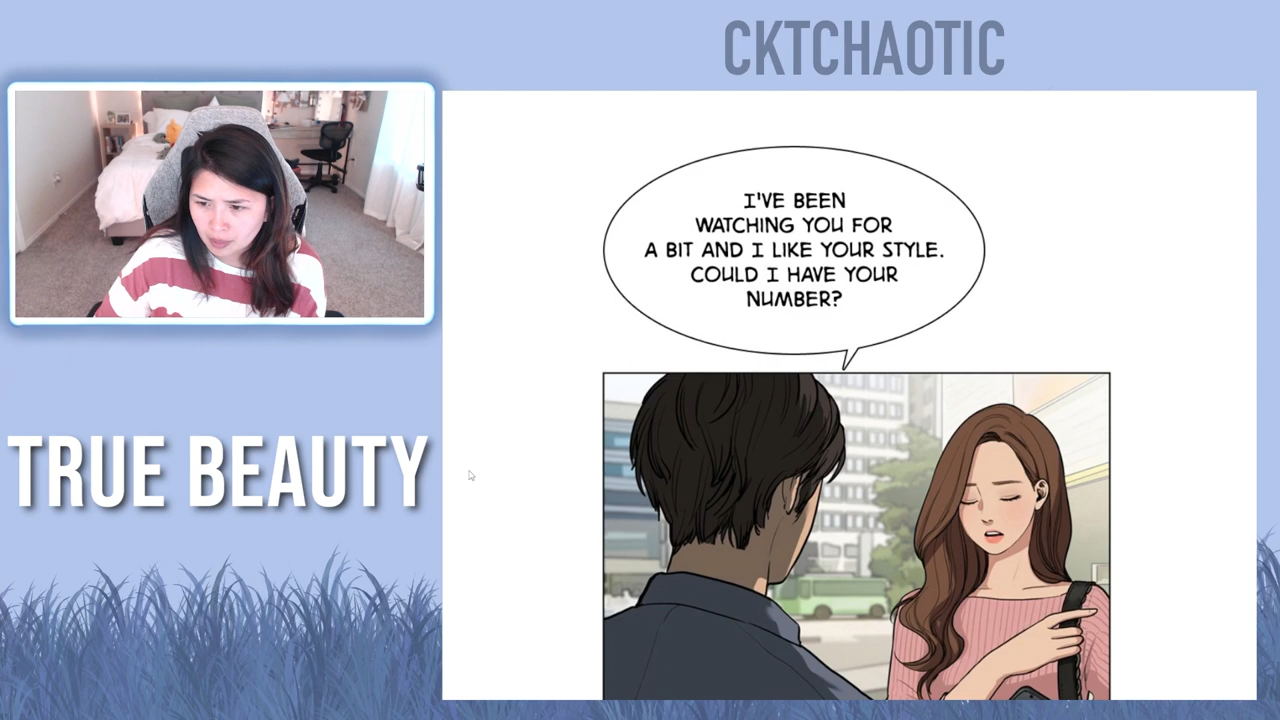 CKTCHAOTIC
I'VE BEEN
WATCHING YOU FOR
A BIT AND I LIKE YOUR STYLE.
COULD I HAVE YOUR
NUMBER?
TRUE BEAUTY